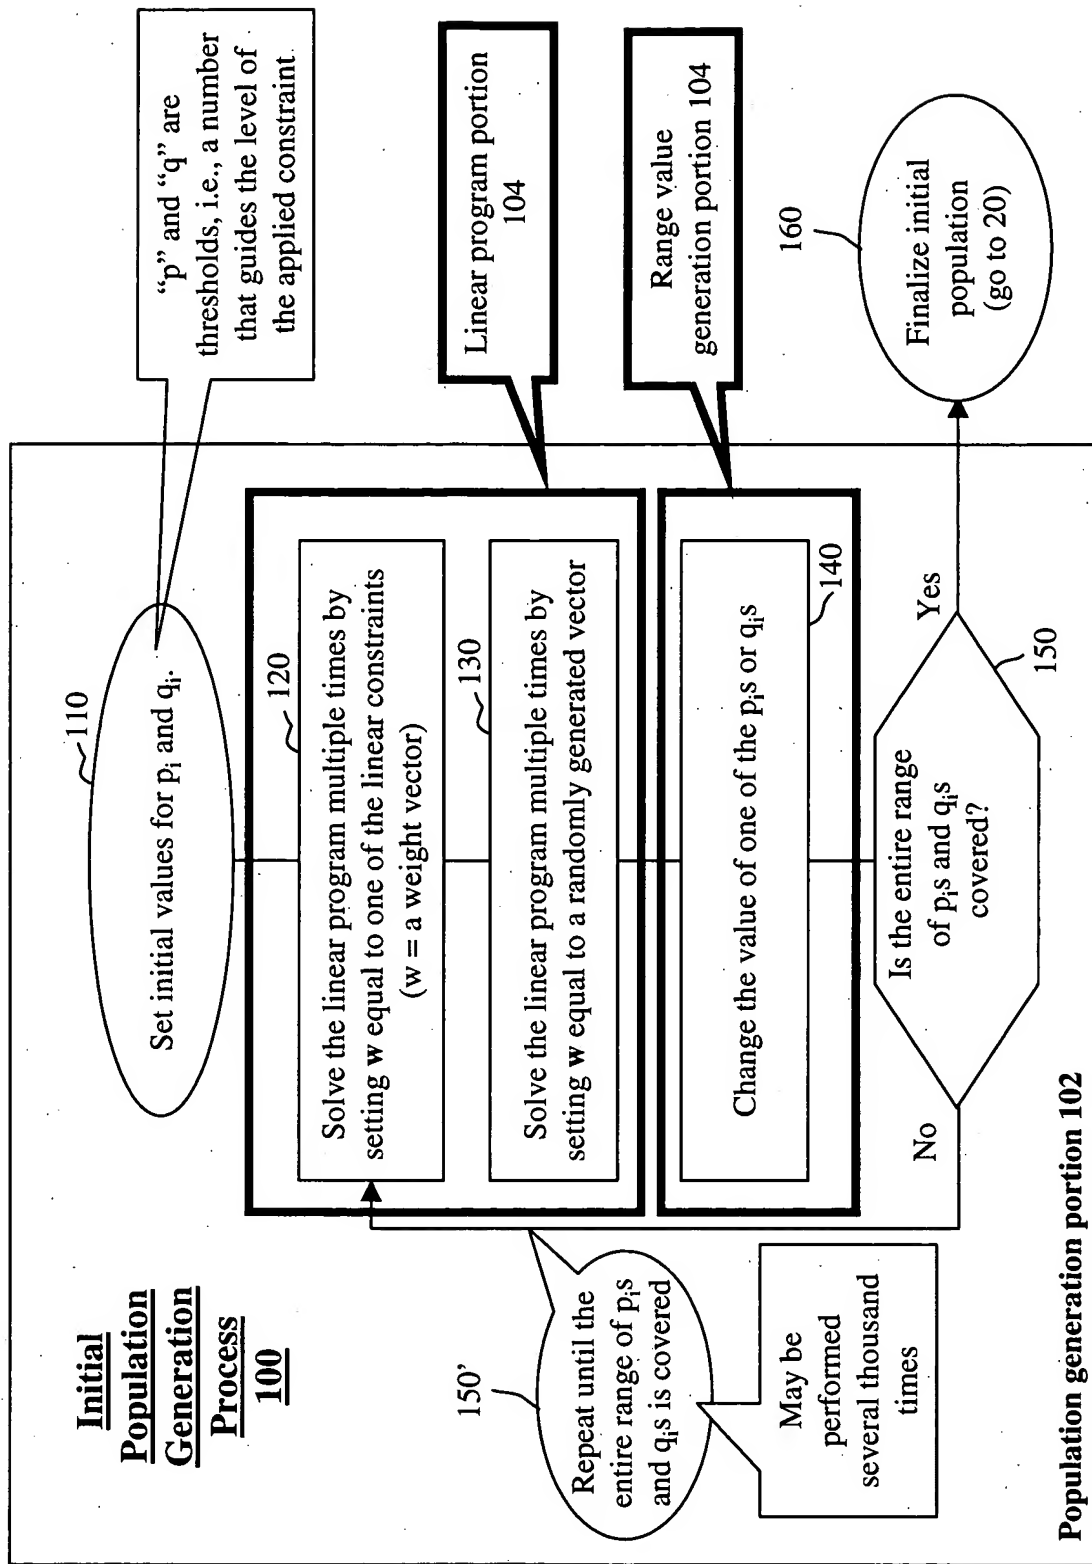 Initial
Population
Generation
Process
100
110
Set initial values for pi and qi.
"p" and "q" are
thresholds, i.e., a number
that guides the level of
the applied constraint
120
Solve the linear program multiple times by
setting w equal to one of the linear constraints
(w = a weight vector)
Linear program portion
104
130
Solve the linear program multiple times by
setting w equal to a randomly generated vector
Range value
generation portion 104
Change the value of one of the pis or qis
140
150'
Repeat until the
entire range of pis
and qis is covered
May be
performed
several thousand
times
No
Is the entire range
of pis and qis
covered?
Yes
150
160
Finalize initial
population
(go to 20)
Population generation portion 102